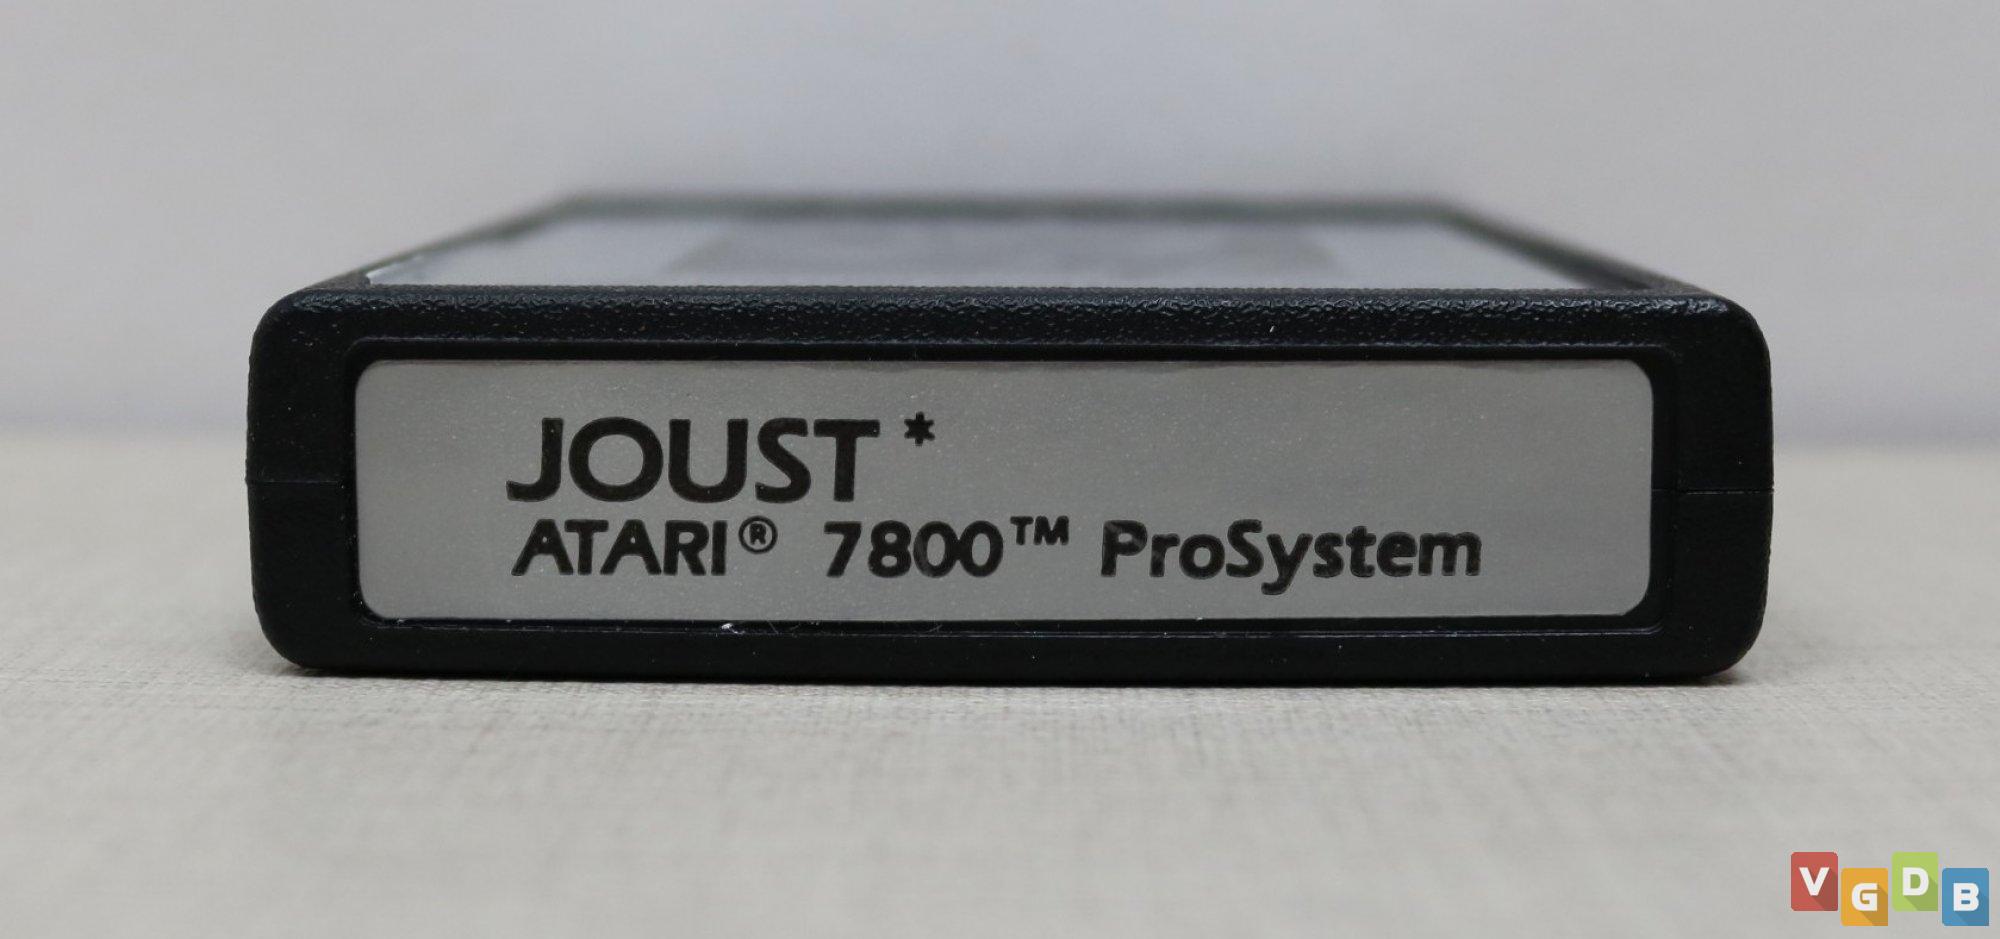 JOUST*
ATARI® 7800™ ProSystem
VGDB